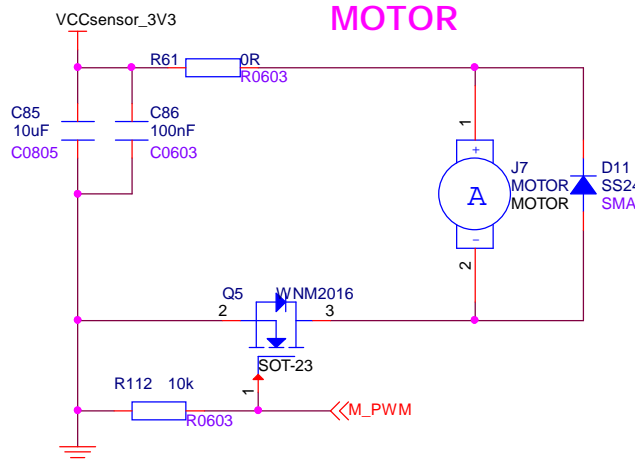 MOTOR
VCCsensor_3V3
R61
0R
R0603
C85
10uF
C0805
C86
100nF
C0603
1
+
A
-
2
J7
MOTOR
MOTOR
D11
SS24
SMA
Q5
WNM2016
2
3
SOT-23
1
R112 10k
R0603
M_PWM